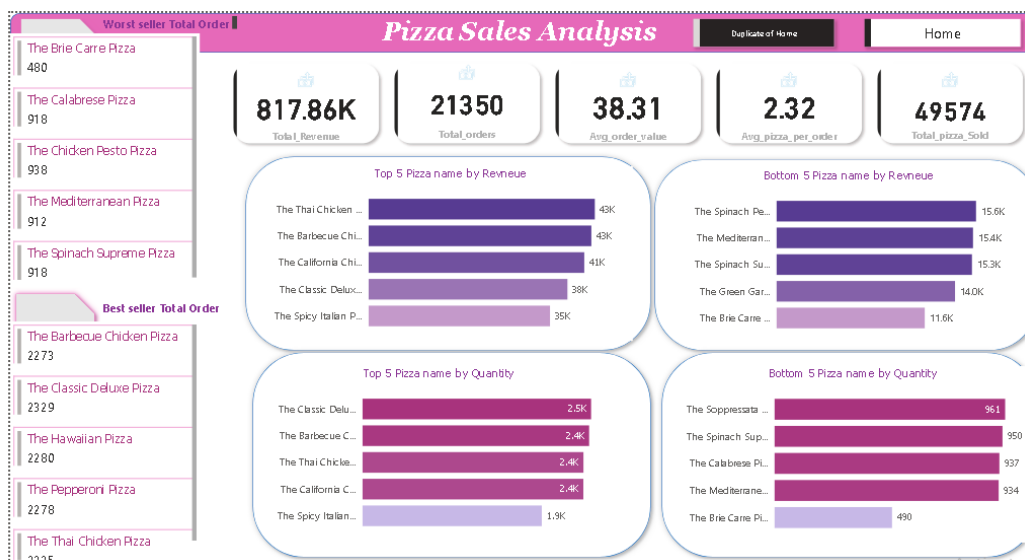 Worst seller Total Order
Pizza Sales Analysis
Duplicate of Home
Home
The Brie Carre Pizza
480
The Calabrese Pizza
918
The Chicken Pesto Pizza
938
The Mediterranean Pizza
912
The Spinach Supreme Pizza
918
Best seller Total Order
The Barbecue Chicken Pizza
2273
The Classic Deluxe Pizza
2329
The Hawaiian Pizza
2280
The Pepperoni Pizza
2278
The Thai Chicken Pizza
817.86K
Total_Revenue
21350
Total_orders
38.31
Avg_order_value
2.32
Avg_pizza_per_order
49574
Total_pizza_Sold
Top 5 Pizza name by Revneue
The Thai Chicken ... 43K
The Barbecue Chi... 43K
The California Chi... 41K
The Classic Delux... 38K
The Spicy Italian P... 35K
Bottom 5 Pizza name by Revneue
The Spinach Pe... 15.6K
The Mediterran... 15.4K
The Spinach Su... 15.3K
The Green Gar... 14.0K
The Brie Carre ... 11.6K
Top 5 Pizza name by Quantity
The Classic Delu... 2.5K
The Barbecue C... 2.4K
The Thai Chicke... 2.4K
The California C... 2.4K
The Spicy Italian... 1.9K
Bottom 5 Pizza name by Quantity
The Soppressata ... 961
The Spinach Sup... 950
The Calabrese Pi... 937
The Mediterrane... 934
The Brie Carre Pi... 490